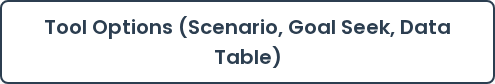 Tool Options (Scenario, Goal Seek, Data
Table)